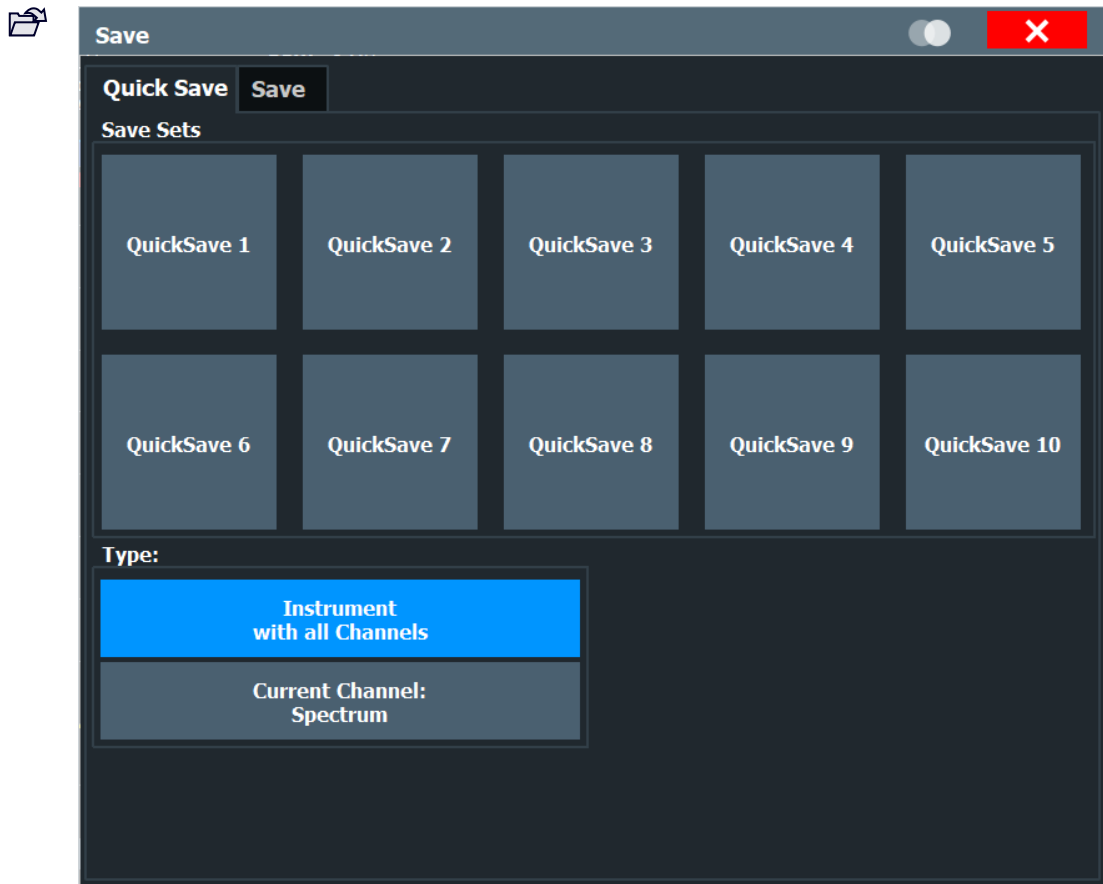 Save
Quick Save Save
Save Sets
QuickSave 1 QuickSave 2 QuickSave 3 QuickSave 4 QuickSave 5
QuickSave 6 QuickSave 7 QuickSave 8 QuickSave 9 QuickSave 10
Type:
Instrument
with all Channels
Current Channel:
Spectrum